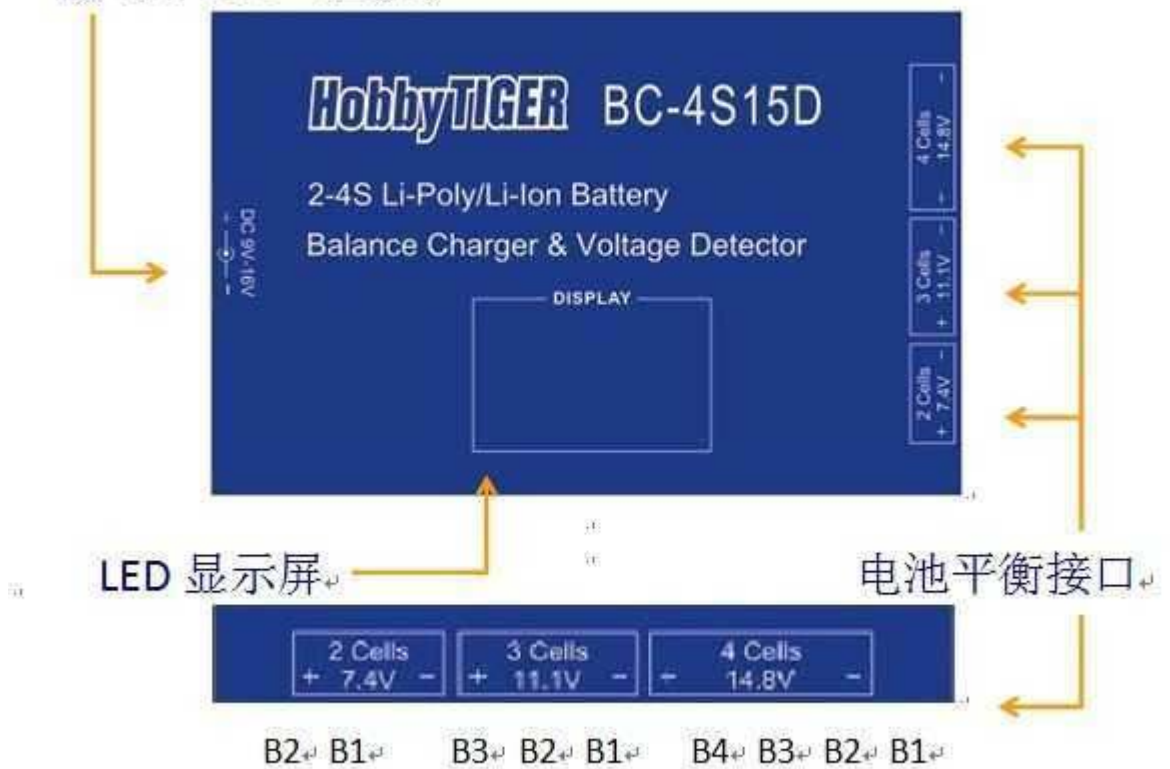 HobbyTIGER BC-4S15D
2-4S Li-Poly/Li-Ion Battery
Balance Charger & Voltage Detector
DISPLAY
DC 9V-16V
4 Cells
- 14.8V -
3 Cells
+ 11.1V -
2 Cells
+ 7.4V -
LED 显示屏
电池平衡接口
2 Cells
+ 7.4V -
3 Cells
+ 11.1V -
4 Cells
- 14.8V -
B2 B1 B3 B2 B1 B4 B3 B2 B1